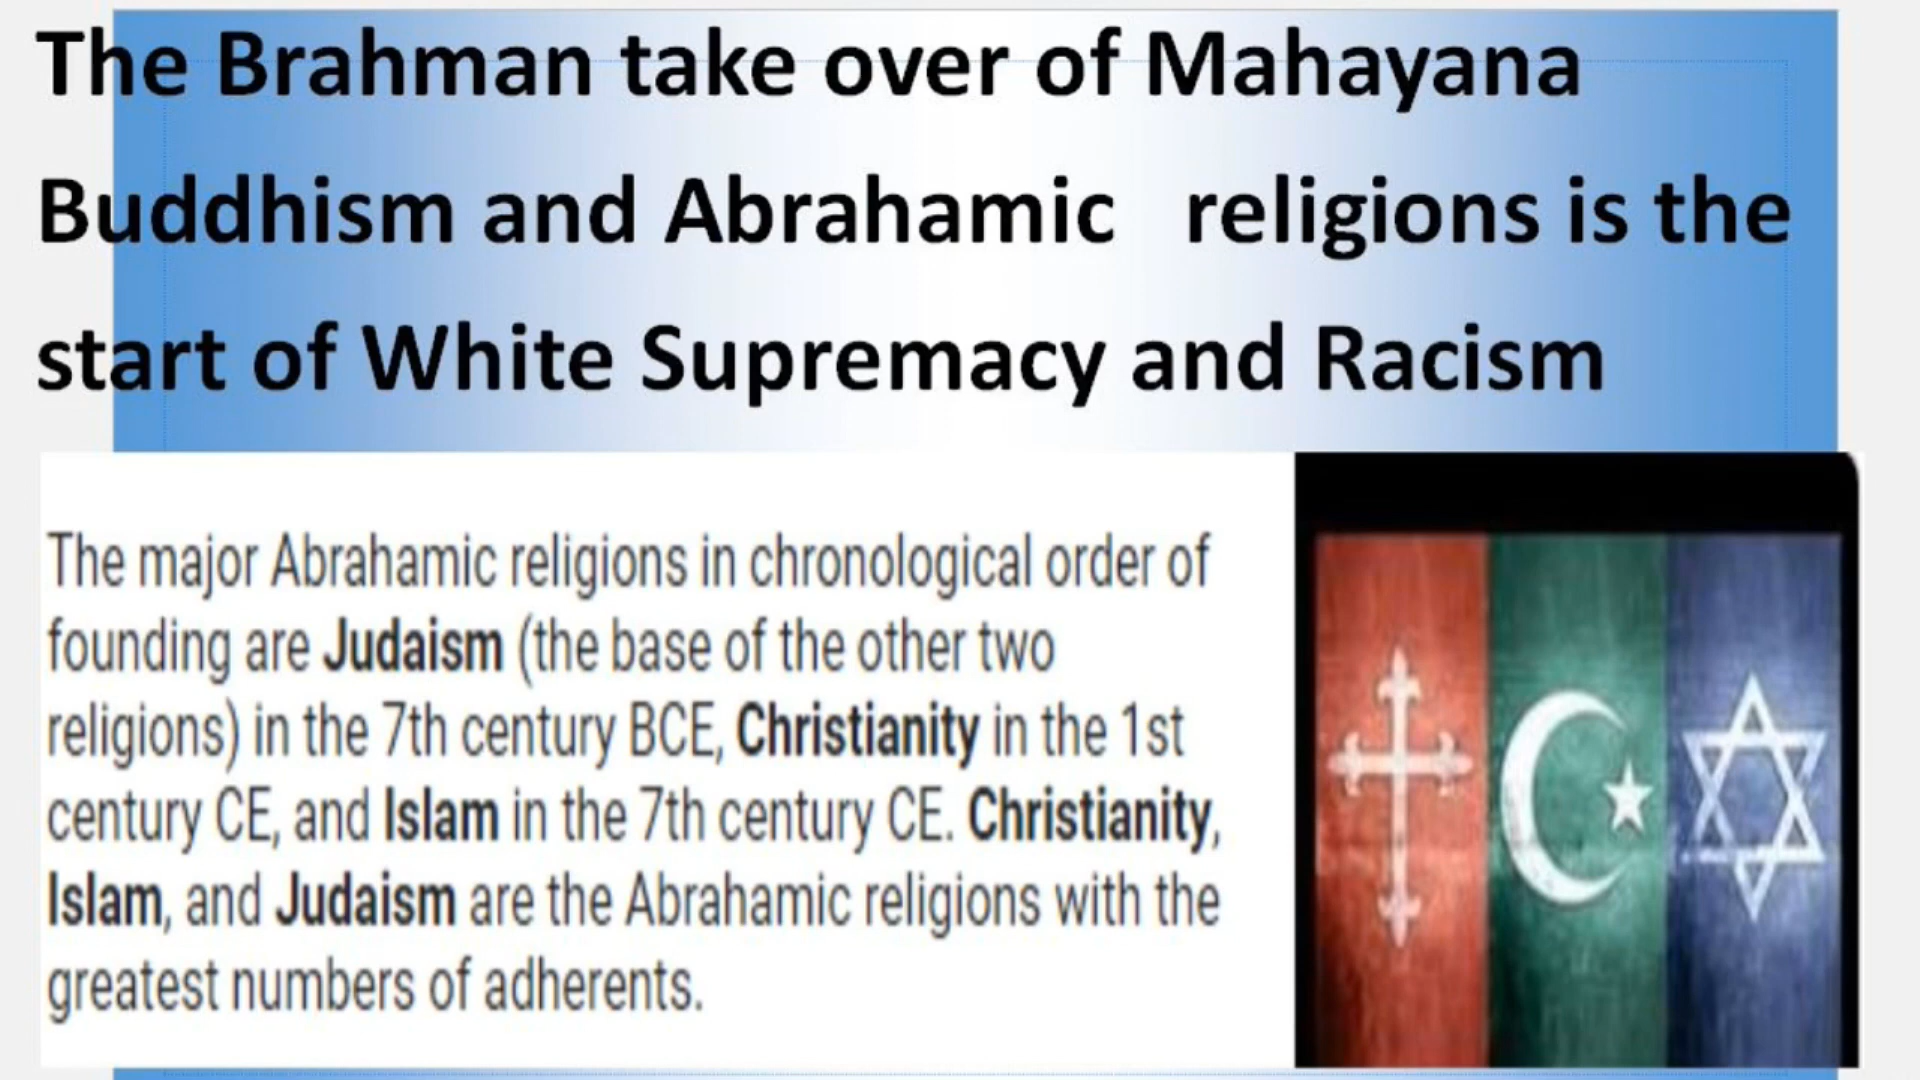 The Brahman take over of Mahayana
Buddhism and Abrahamic religions is the
start of White Supremacy and Racism
The major Abrahamic religions in chronological order of
founding are Judaism (the base of the other two
religions) in the 7th century BCE, Christianity in the 1st
century CE, and Islam in the 7th century CE. Christianity,
Islam, and Judaism are the Abrahamic religions with the
greatest numbers of adherents.